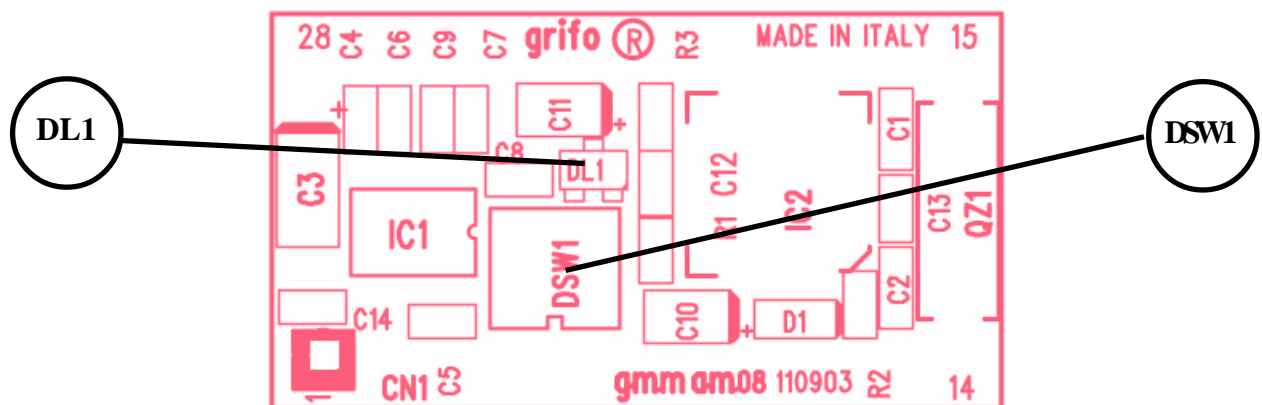 28 C4 C6 C9 C7 grifo ® R3 MADE IN ITALY 15
DL1
DSW1
C11 +
+
C1
C8
DL1
C3
C12
IC2
C13
QZ1
IC1
R1
DSW1
C2
C10 +
D1
C14
1
CN1 C5 gmm am08 110903 R2 14